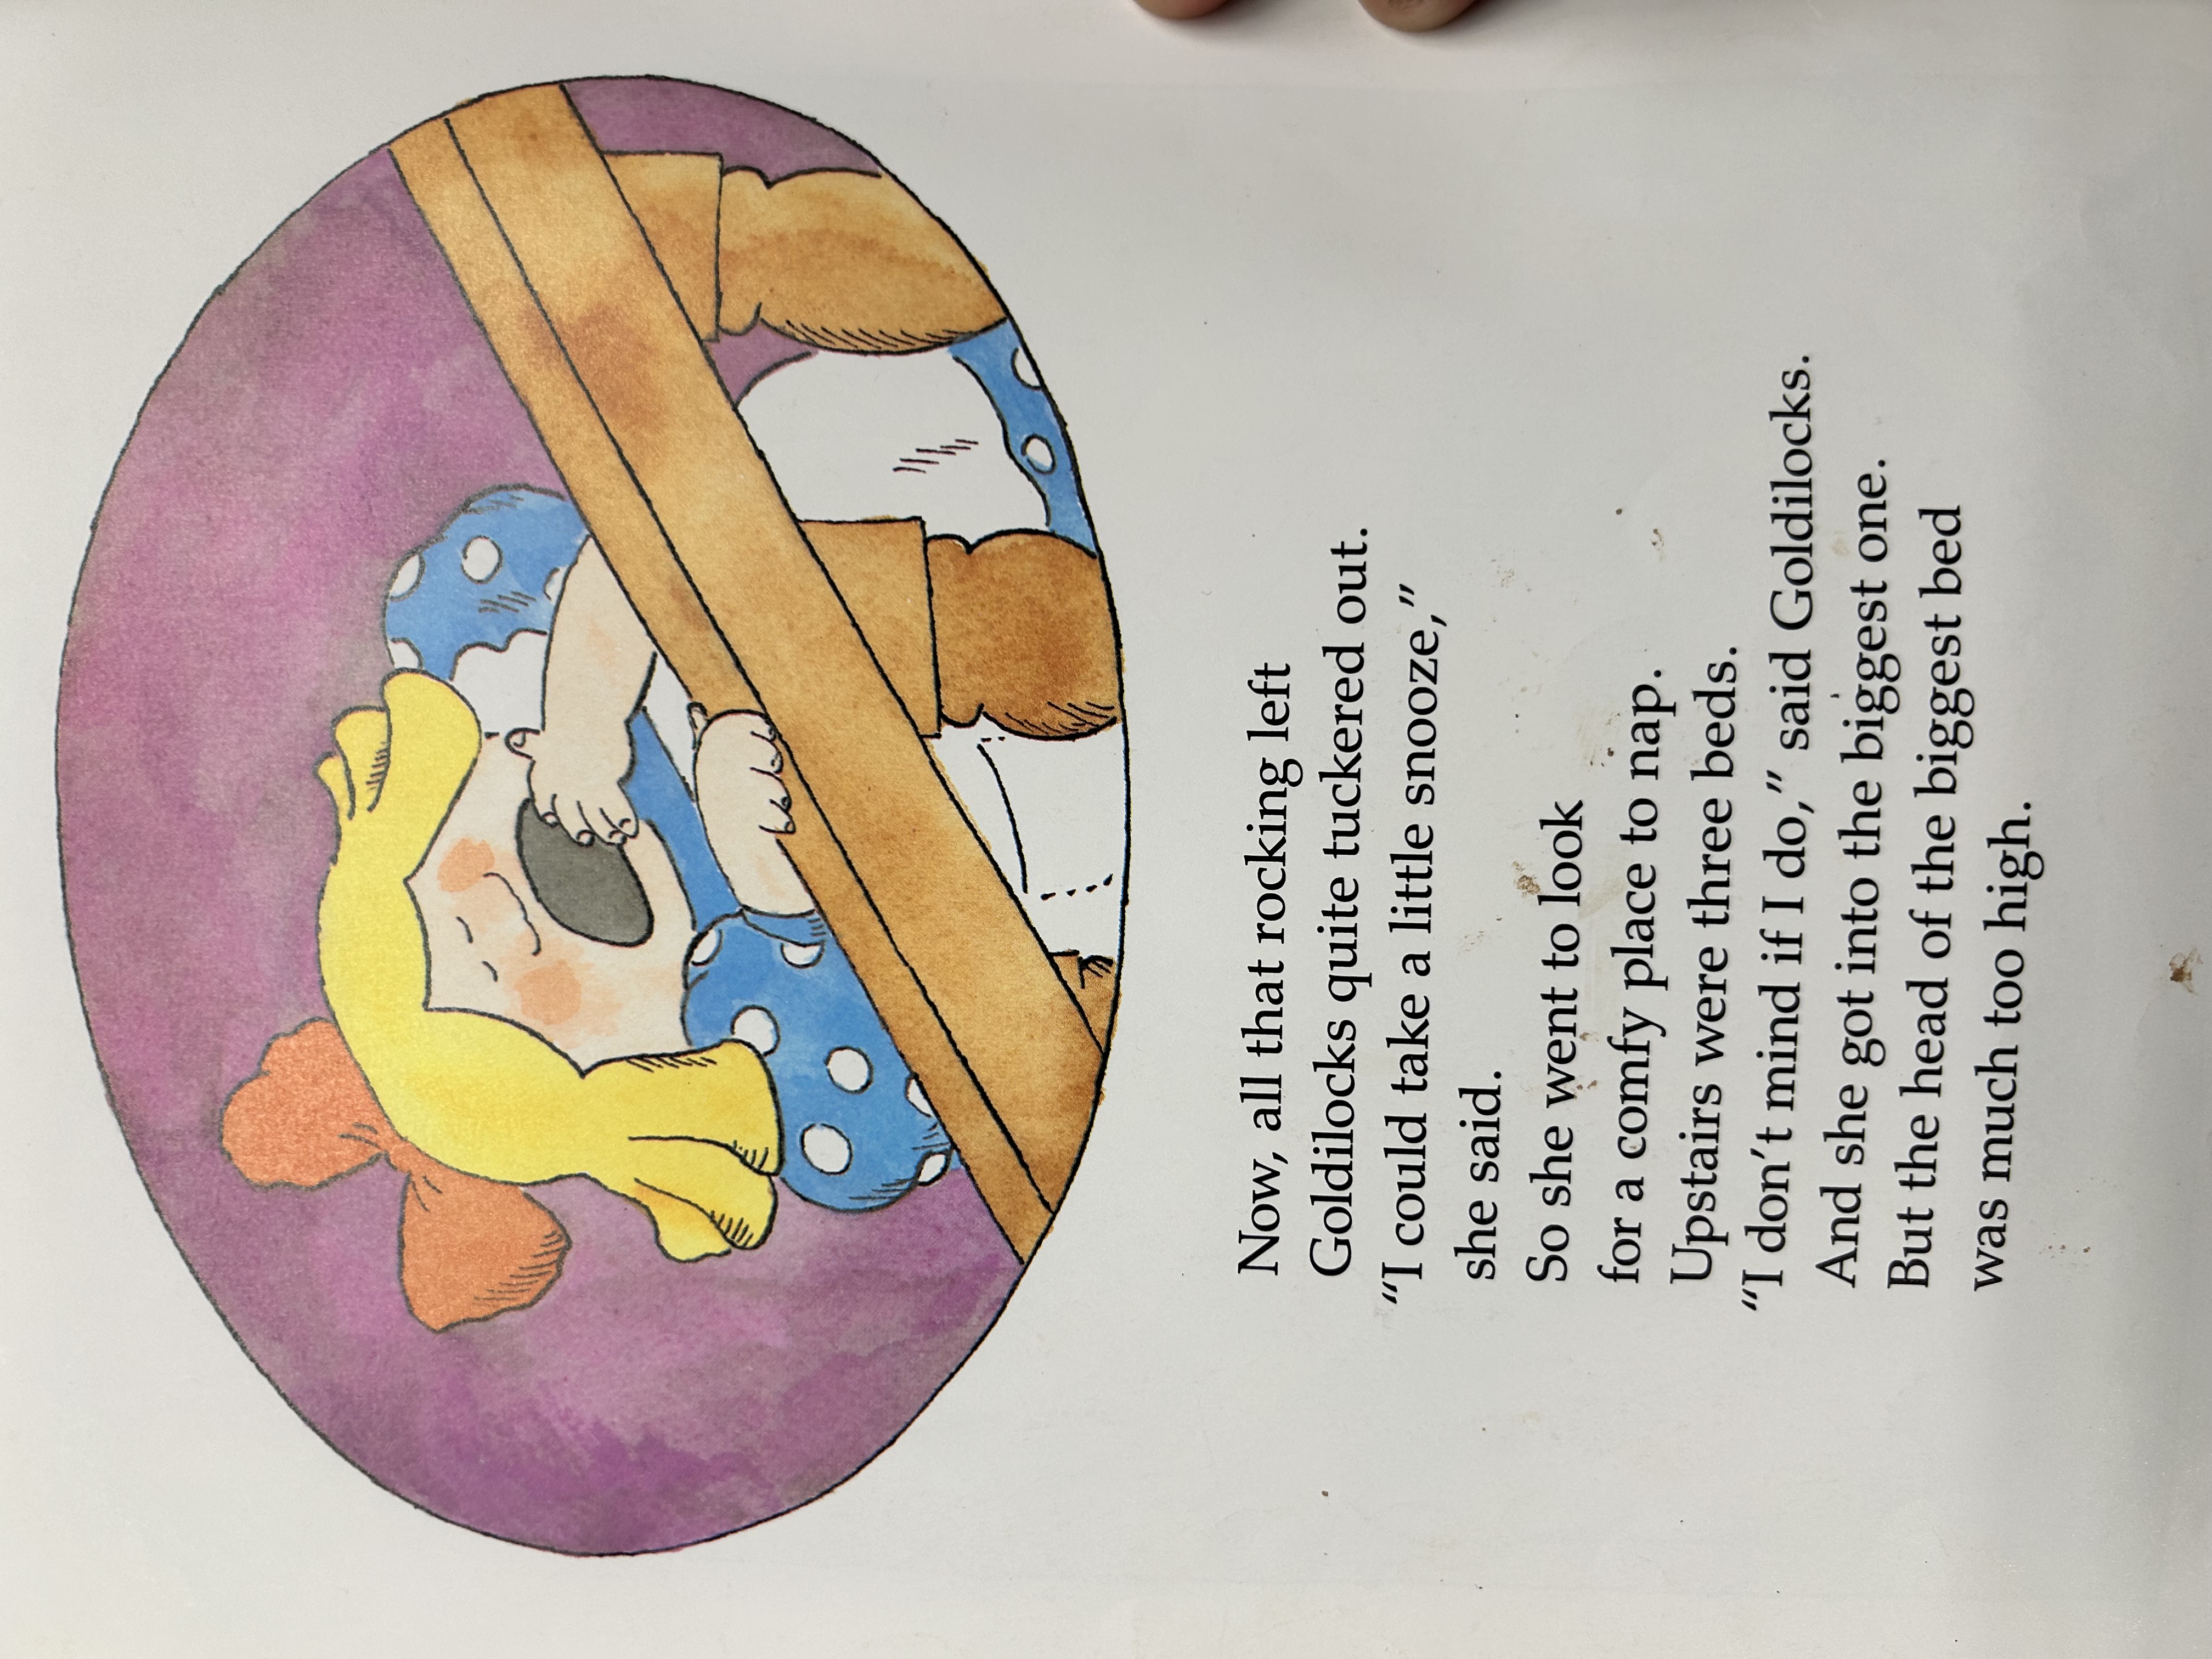 Now, all that rocking left
Goldilocks quite tuckered out.
“I could take a little snooze,”
she said.
So she went to look
for a comfy place to nap.
Upstairs were three beds.
“I don’t mind if I do,” said Goldilocks.
And she got into the biggest one.
But the head of the biggest bed
was much too high.